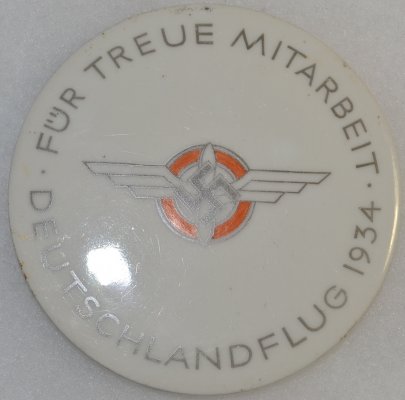 · FÜR TREUE MITARBEIT ·
DEUTSCHLANDFLUG 1934